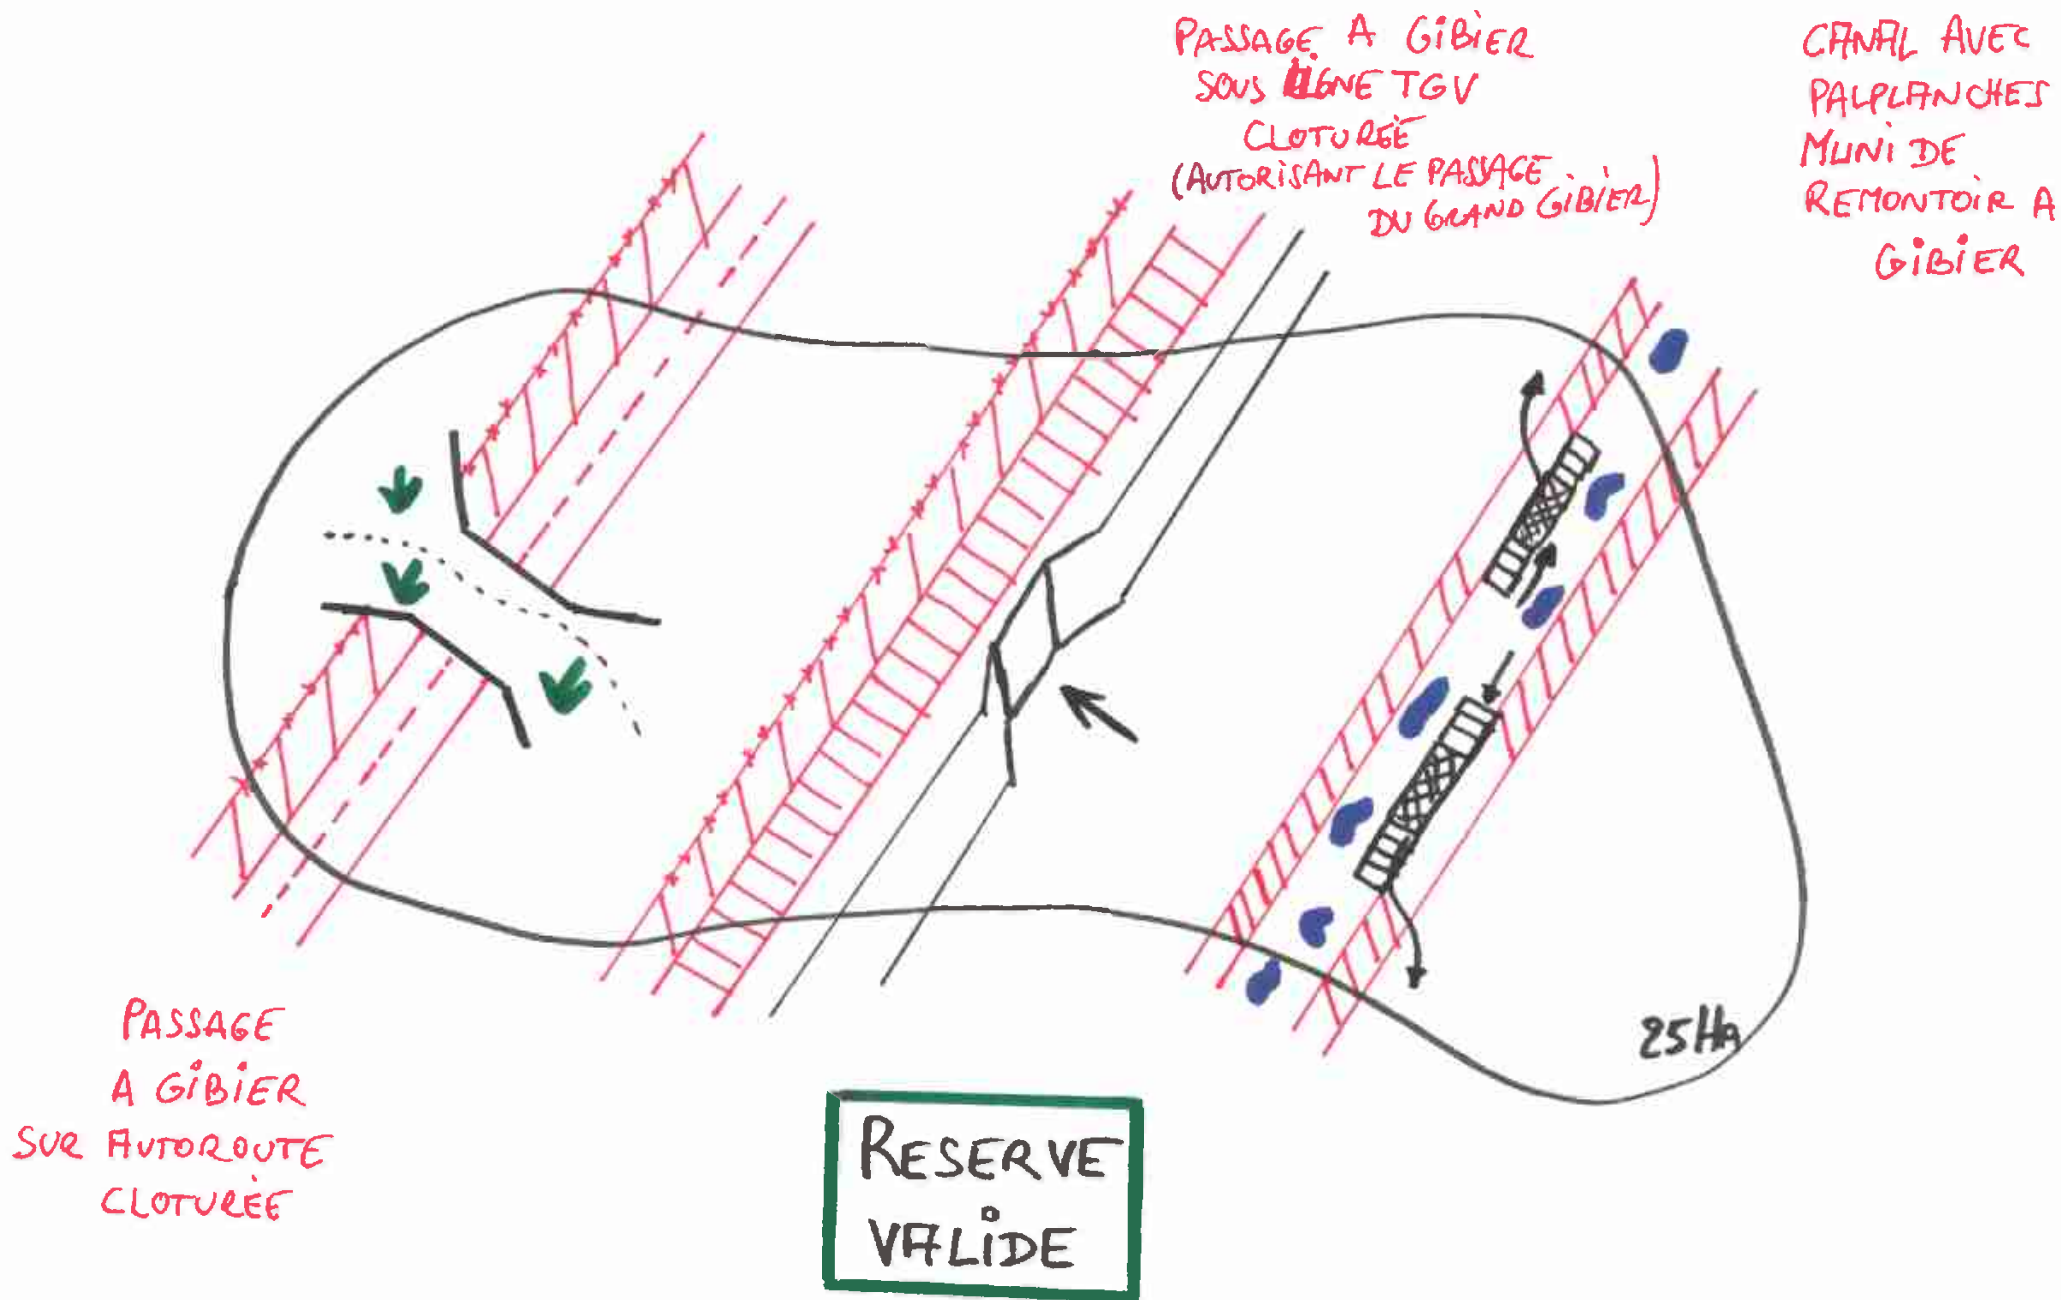 PASSAGE A GIBIER
SOUS LIGNE TGV
CLOTURÉE
(AUTORISANT LE PASSAGE
DU GRAND GIBIER)
CANAL AVEC
PALPLANCHES
MUNI DE
REMONTOIR A
GIBIER
25Ha
PASSAGE
A GIBIER
SUR AUTOROUTE
CLOTURÉE
RESERVE
VALIDE